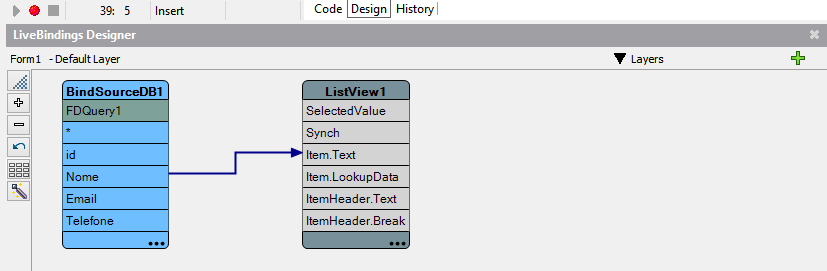 39: 5 Insert Code Design History
LiveBindings Designer
Form1 - Default Layer Layers
BindSourceDB1
FDQuery1
*
id
Nome
Email
Telefone
ListView1
SelectedValue
Synch
Item.Text
Item.LookupData
ItemHeader.Text
ItemHeader.Break